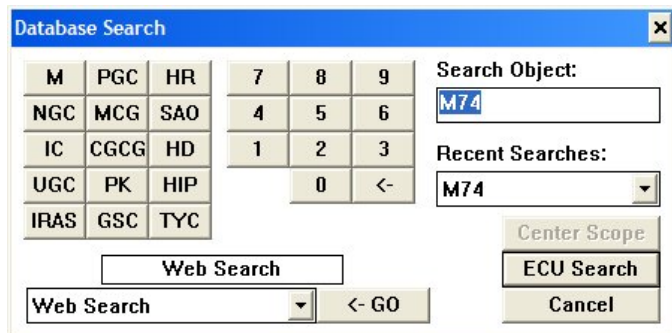 Database Search
M PGC HR 7 8 9 Search Object:
NGC MCG SAO 4 5 6 M74
IC CGCG HD 1 2 3 Recent Searches:
UGC PK HIP 0 <- M74
IRAS GSC TYC Center Scope
Web Search ECU Search
Web Search <- GO Cancel